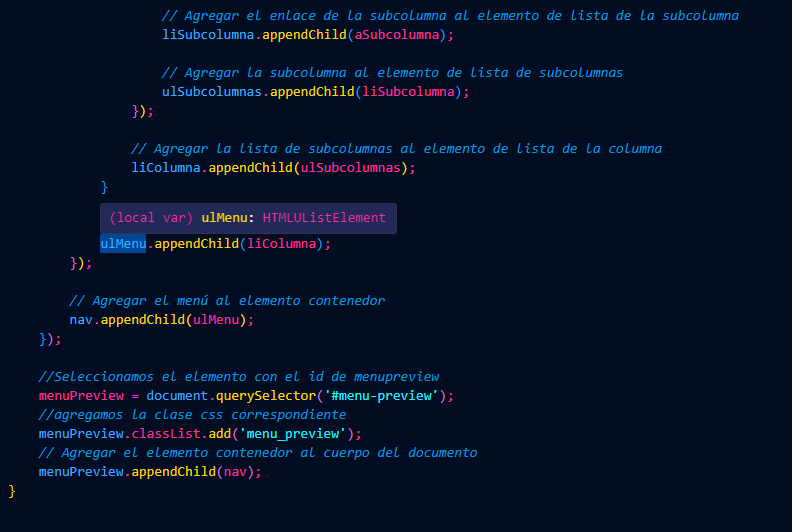 // Agregar el enlace de la subcolumna al elemento de lista de la subcolumna
liSubcolumna.appendChild(aSubcolumna);
// Agregar la subcolumna al elemento de lista de subcolumnas
ulSubcolumnas.appendChild(liSubcolumna);
});
// Agregar la lista de subcolumnas al elemento de lista de la columna
liColumna.appendChild(ulSubcolumnas);
}
(local var) ulMenu: HTMLUListElement
ulMenu.appendChild(liColumna);
});
// Agregar el menú al elemento contenedor
nav.appendChild(ulMenu);
});
//Seleccionamos el elemento con el id de menupreview
menuPreview = document.querySelector('#menu-preview');
//agregamos la clase css correspondiente
menuPreview.classList.add('menu_preview');
// Agregar el elemento contenedor al cuerpo del documento
menuPreview.appendChild(nav);
}